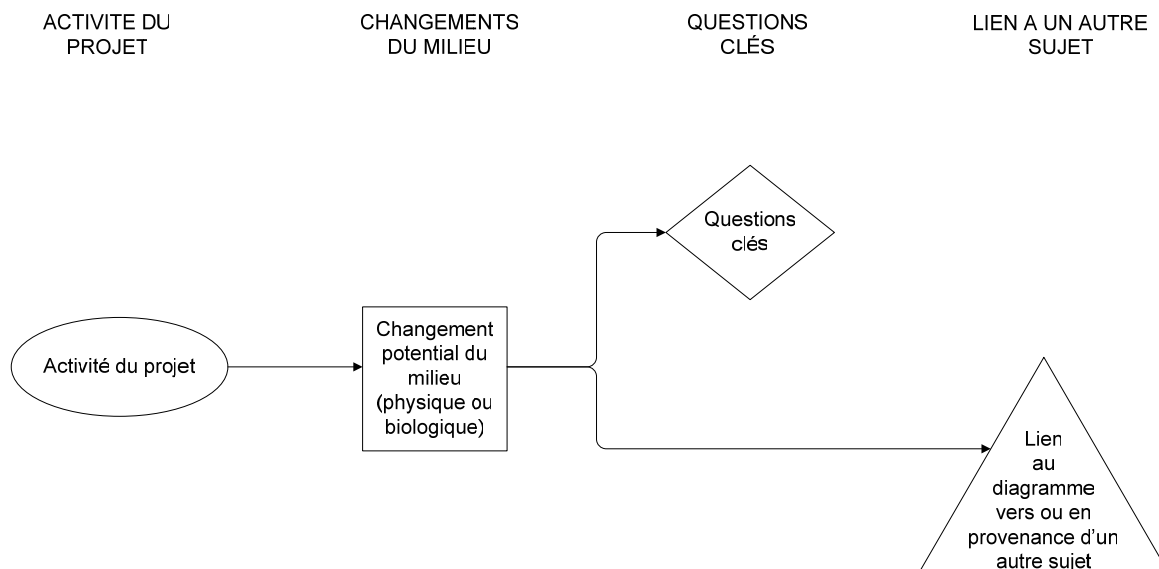 ACTIVITE DU
PROJET
CHANGEMENTS
DU MILIEU
QUESTIONS
CLÉS
LIEN A UN AUTRE
SUJET
Questions
clés
Activité du projet
Changement
potential du
milieu
(physique ou
biologique)
Lien
au
diagramme
vers ou en
provenance d'un
autre sujet